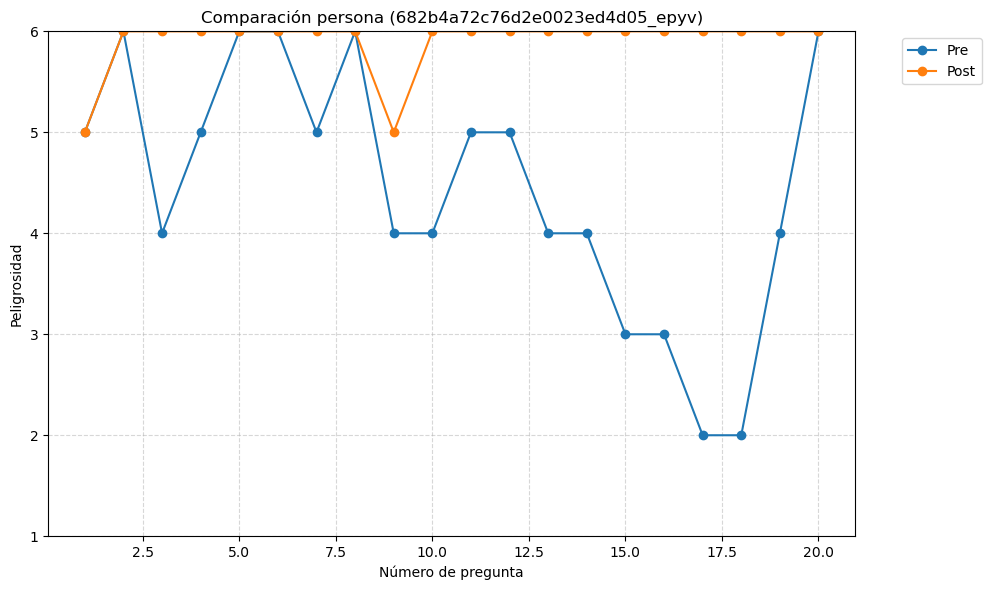 Comparación persona (682b4a72c76d2e0023ed4d05_epyv)
Pre
Post
Peligrosidad
6
5
4
3
2
1
2.5 5.0 7.5 10.0 12.5 15.0 17.5 20.0
Número de pregunta